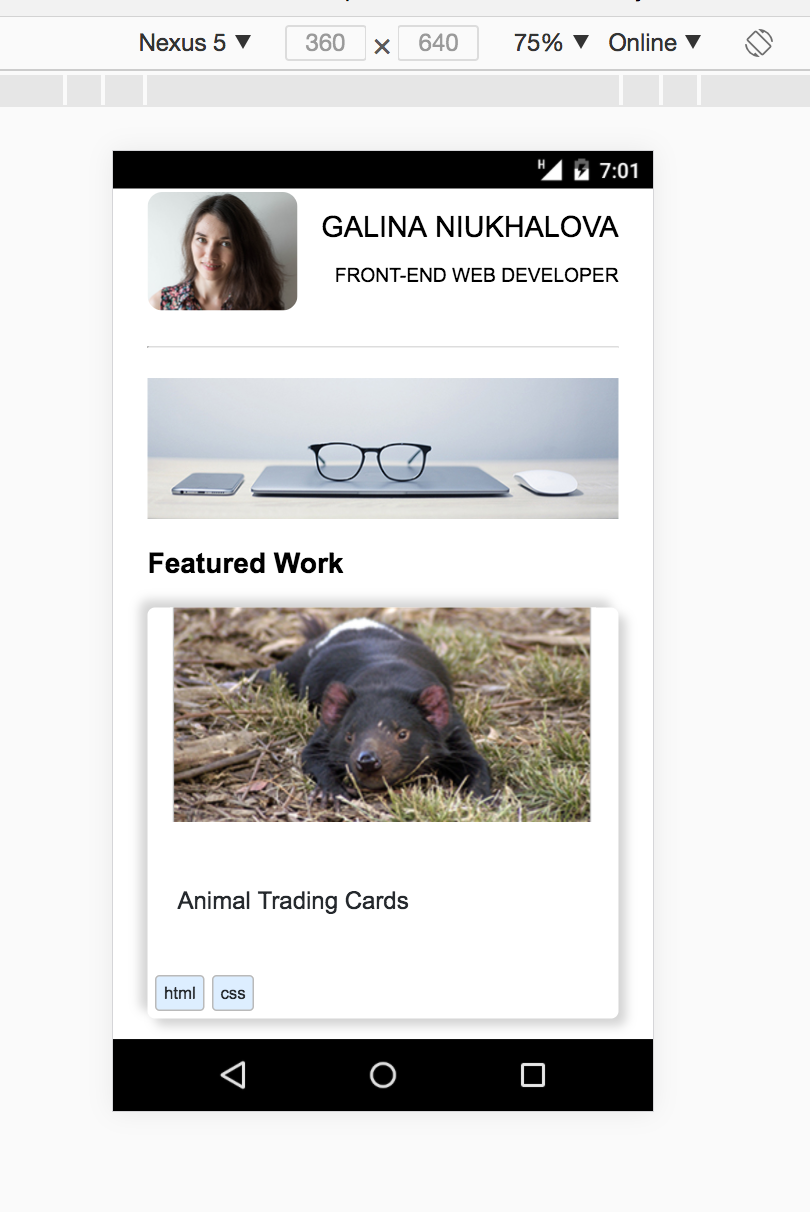 Nexus 5 ▼ 360 × 640 75% ▼ Online ▼
H 7:01
GALINA NIUKHALOVA
FRONT-END WEB DEVELOPER
Featured Work
Animal Trading Cards
html css